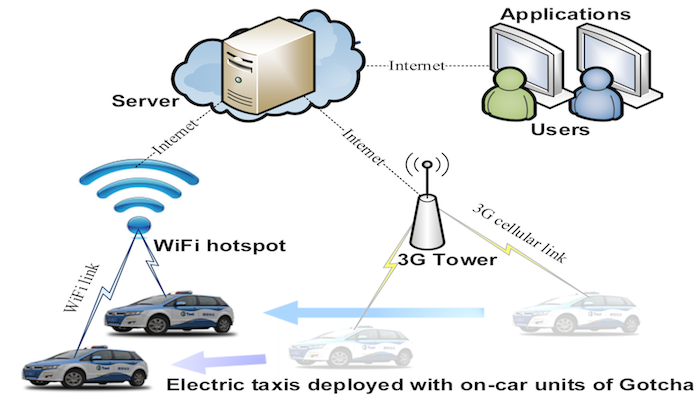 Applications
Internet
Server
Users
Internet
Internet
3G cellular link
WiFi hotspot
3G Tower
WiFi link
Electric taxis deployed with on-car units of Gotcha